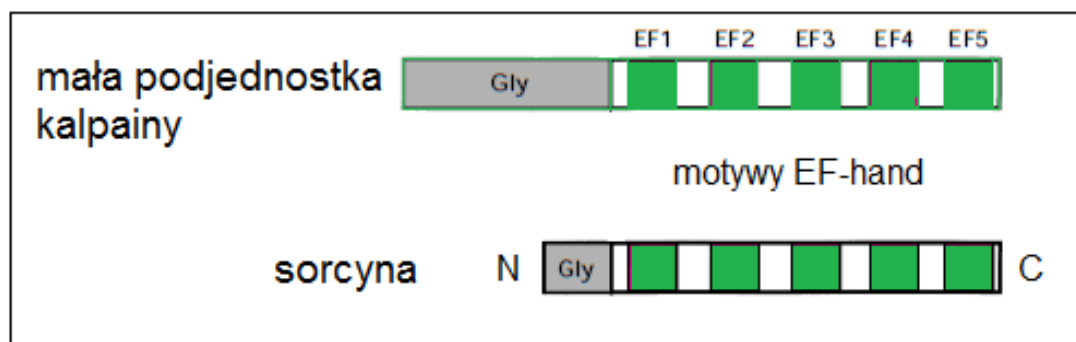 EF1 EF2 EF3 EF4 EF5
mała podjednostka
kalpainy
Gly
motywy EF-hand
sorcyna N Gly C